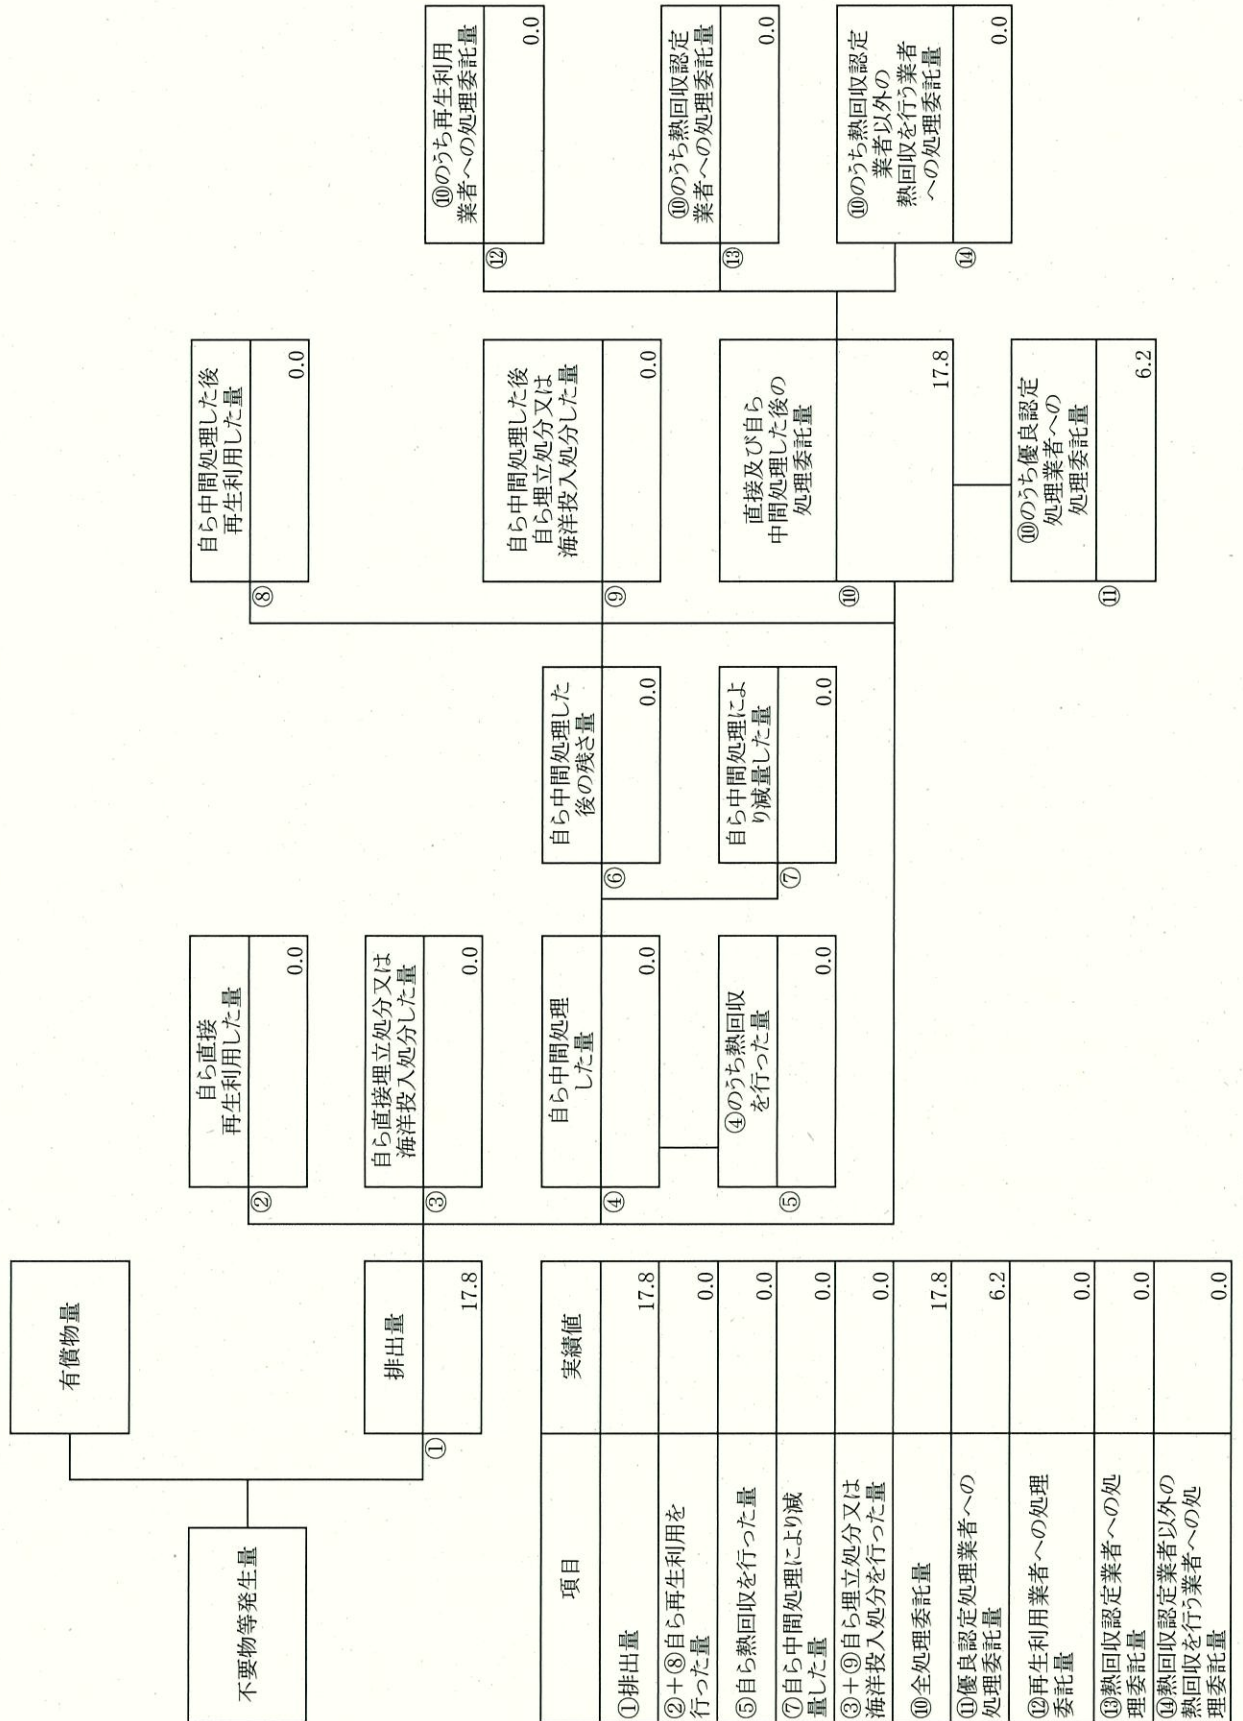 不要物等発生量
有償物量
排出量
①
17.8
自ら直接
再生利用した量
②
0.0
自ら直接埋立処分又は
海洋投入処分した量
③
0.0
自ら中間処理
した量
④
0.0
④のうち熱回収
を行った量
⑤
0.0
自ら中間処理した
後の残さ量
⑥
0.0
自ら中間処理によ
り減量した量
⑦
0.0
自ら中間処理した後
再生利用した量
⑧
0.0
自ら中間処理した後
自ら埋立処分又は
海洋投入処分した量
⑨
0.0
直接及び自ら
中間処理した後の
処理委託量
⑩
17.8
⑩のうち優良認定
処理業者への
処理委託量
⑪
6.2
⑩のうち再生利用
業者への処理委託量
⑫
0.0
⑩のうち熱回収認定
業者への処理委託量
⑬
0.0
⑩のうち熱回収認定
業者以外の
熱回収を行う業者
への処理委託量
⑭
0.0
項目
実績値
①排出量
17.8
②+⑧自ら再生利用を
行った量
0.0
⑤自ら熱回収を行った量
0.0
⑦自ら中間処理により減
量した量
0.0
③+⑨自ら埋立処分又は
海洋投入処分を行った量
0.0
⑩全処理委託量
17.8
⑪優良認定処理業者への
処理委託量
6.2
⑫再生利用業者への処理
委託量
0.0
⑬熱回収認定業者への処
理委託量
0.0
⑭熱回収認定業者以外の
熱回収を行う業者への処
理委託量
0.0